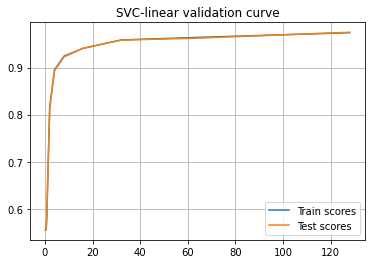 SVC-linear validation curve
0.9
0.8
0.7
0.6
0 20 40 60 80 100 120
Train scores
Test scores